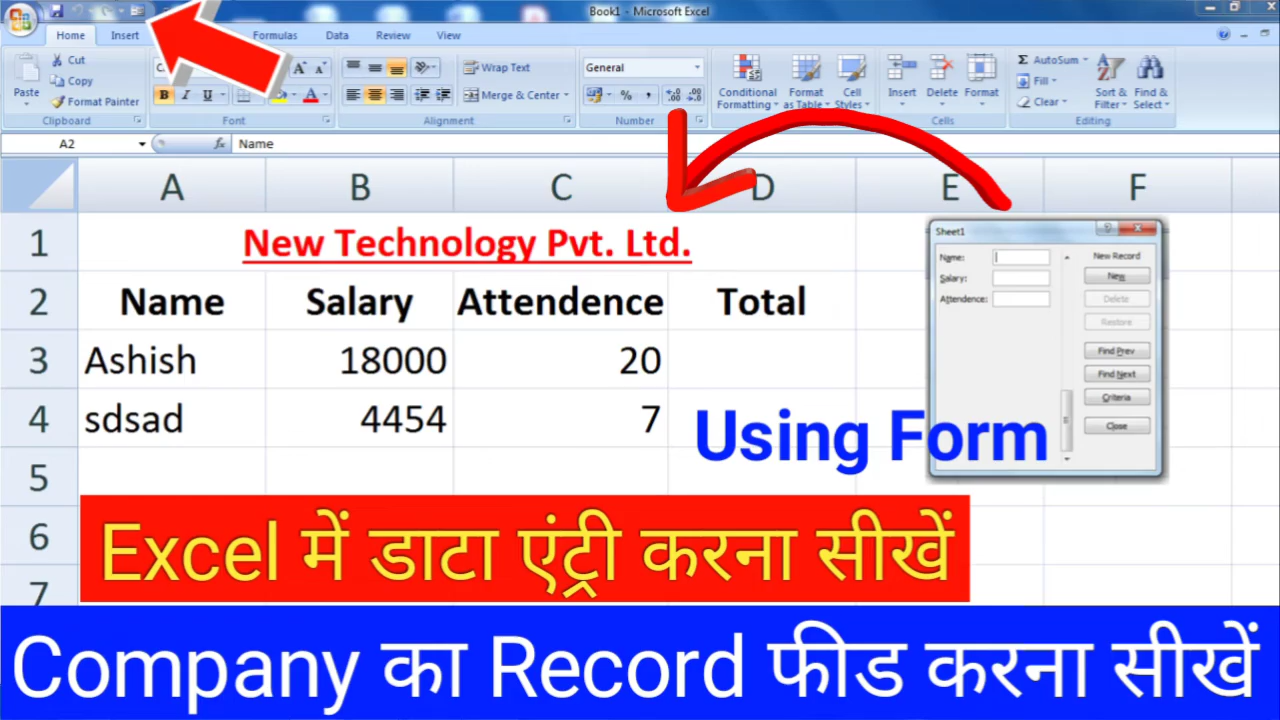 Book1 - Microsoft Excel
Home Insert Formulas Data Review View
Cut
Copy
Format Painter
Paste
Clipboard
B I U A A A
Font
Wrap Text
Merge & Center
Alignment
General
% ,
Number
Conditional Formatting
Format as Table
Cell Styles
Insert Delete Format
Cells
Σ AutoSum
Fill
Clear
Sort & Filter
Find & Select
Editing
A2 fx Name
A B C D E F
1 New Technology Pvt. Ltd.
2 Name Salary Attendence Total
3 Ashish 18000 20
4 sdsad 4454 7
5
6
7
Sheet1
Name:
Salary:
Attendence:
New Record
New
Delete
Restore
Find Prev
Find Next
Criteria
Close
Using Form
Excel में डाटा एंट्री करना सीखें
Company का Record फीड करना सीखें